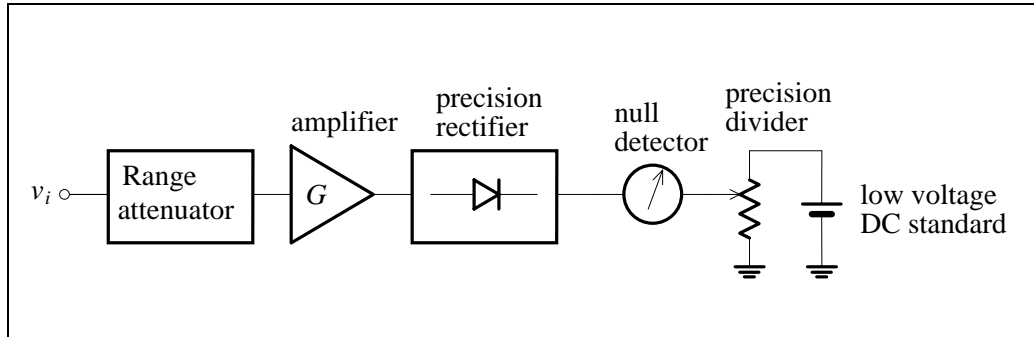 amplifier
precision
rectifier
null
detector
precision
divider
v_i
Range
attenuator
G
low voltage
DC standard